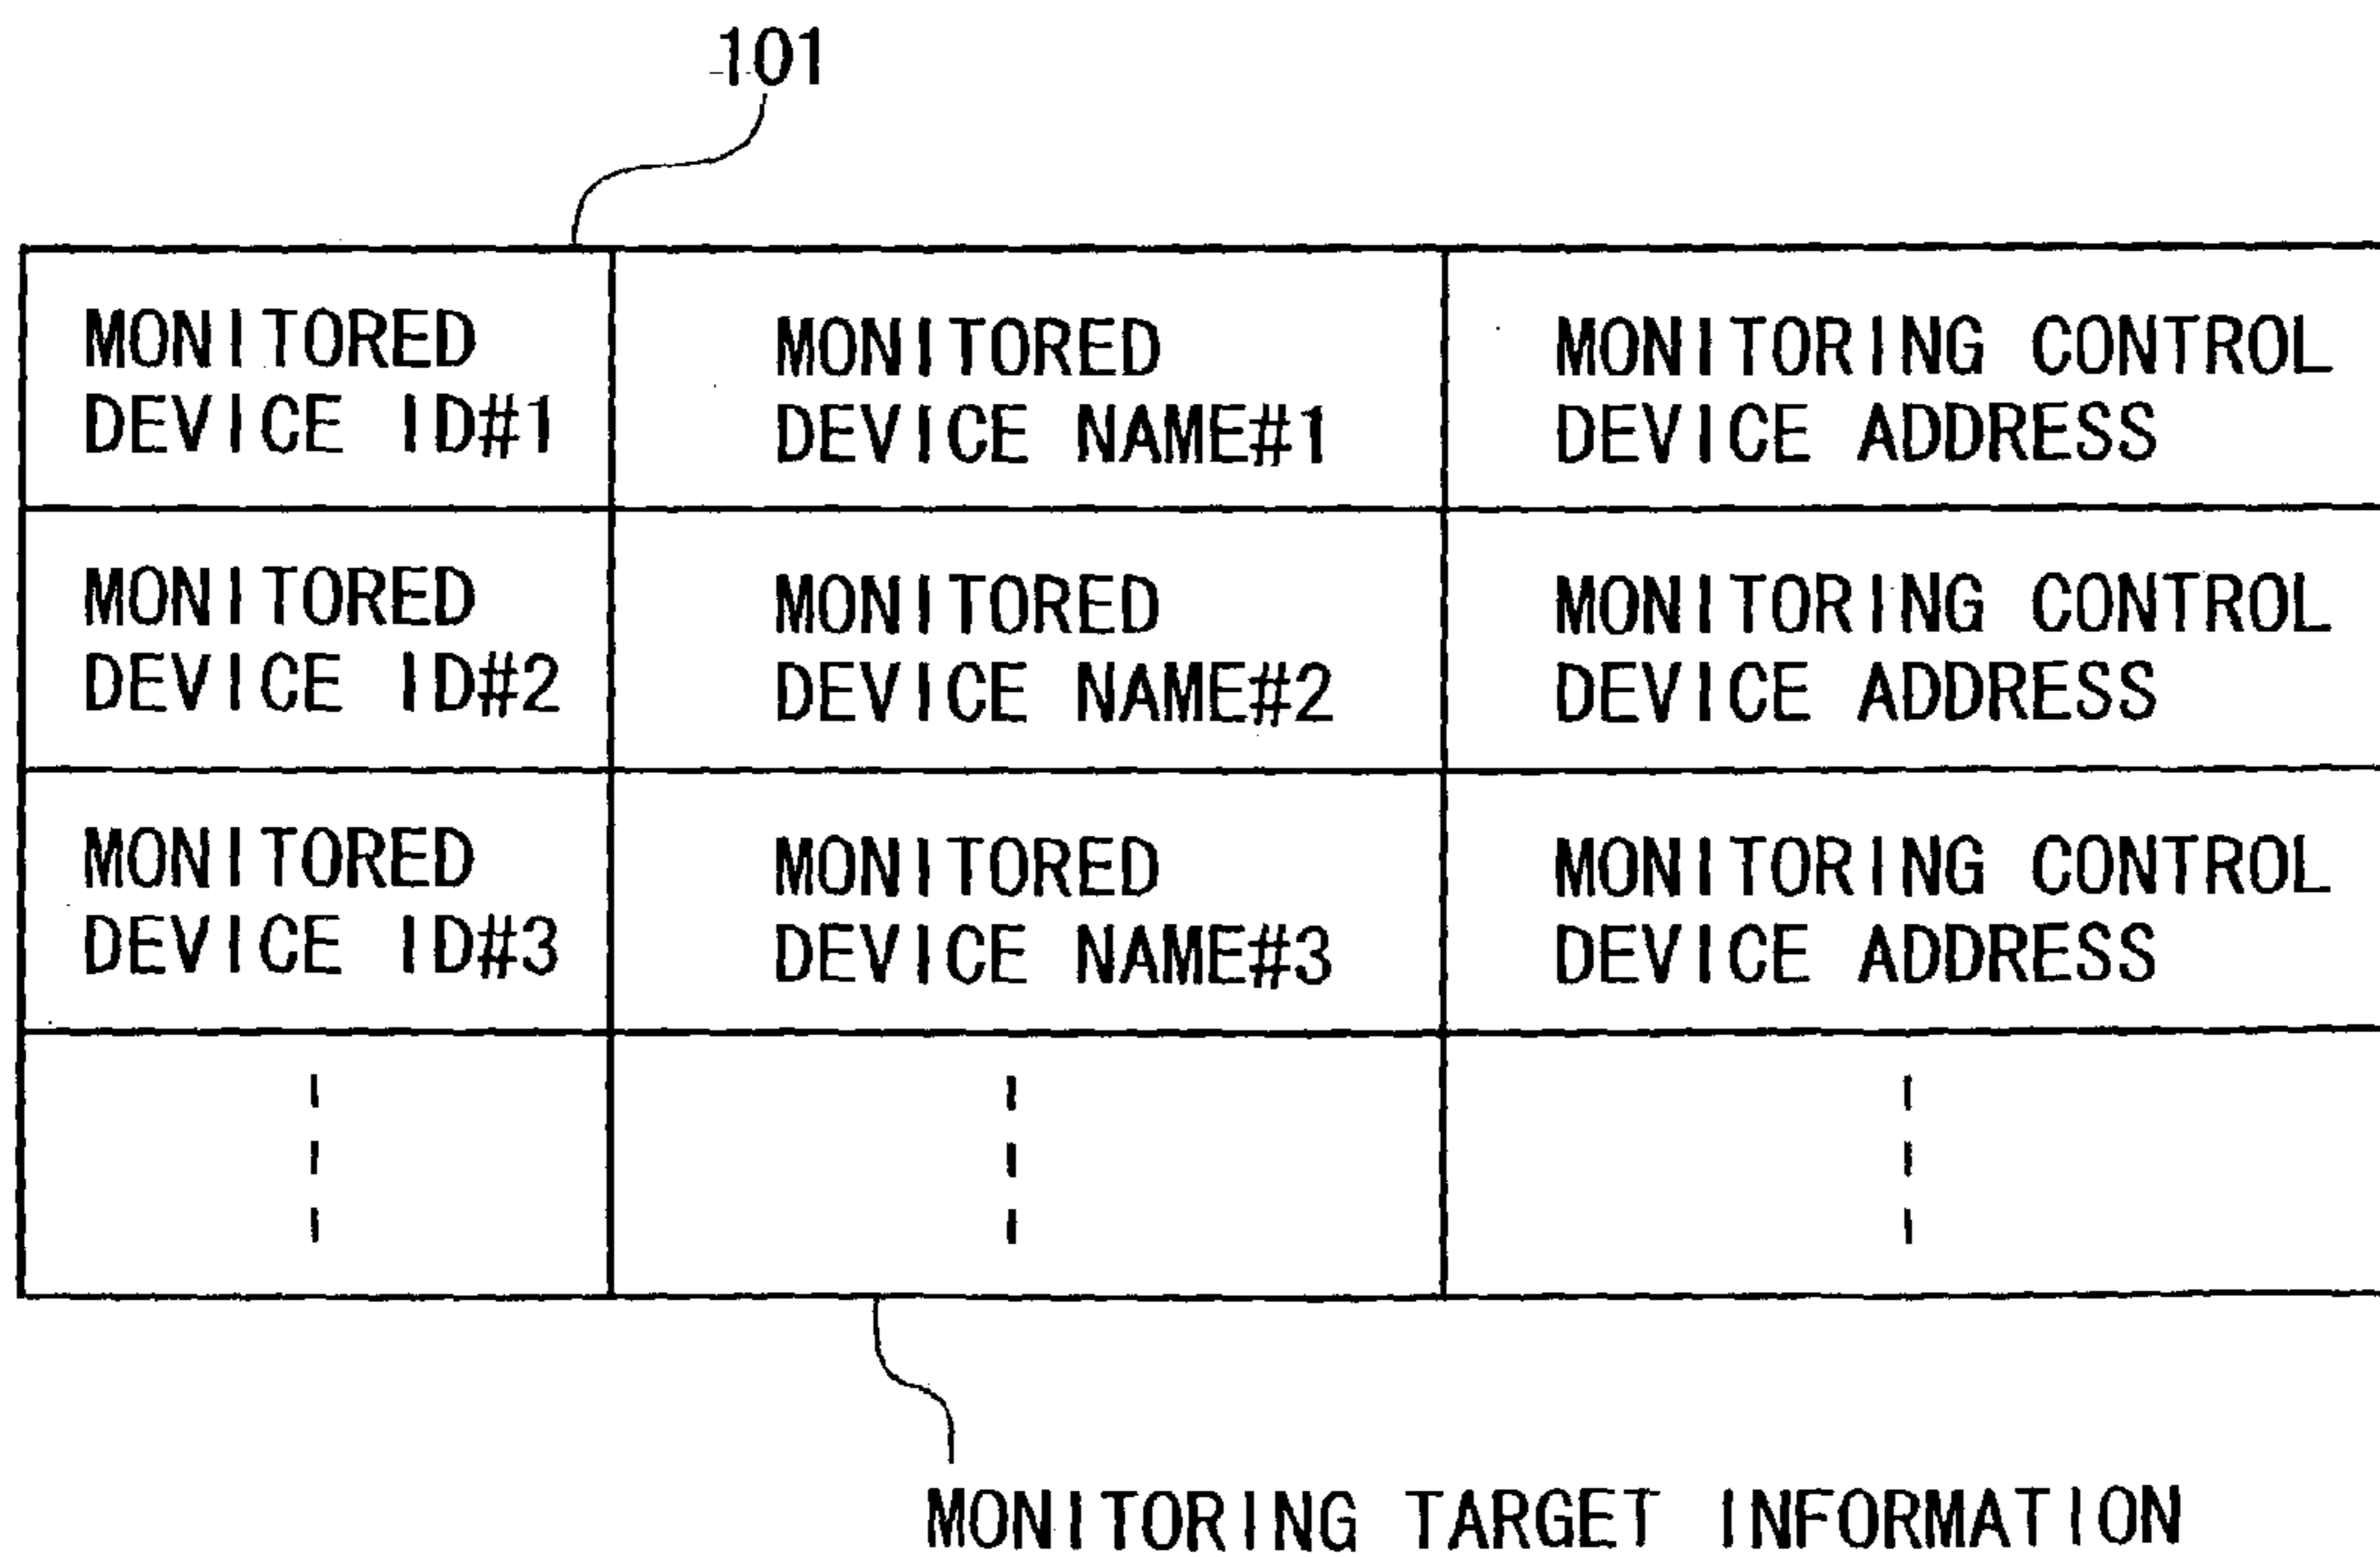 101
MONITORED
DEVICE ID#1
MONITORED
DEVICE NAME#1
MONITORING CONTROL
DEVICE ADDRESS
MONITORED
DEVICE ID#2
MONITORED
DEVICE NAME#2
MONITORING CONTROL
DEVICE ADDRESS
MONITORED
DEVICE ID#3
MONITORED
DEVICE NAME#3
MONITORING CONTROL
DEVICE ADDRESS
MONITORING TARGET INFORMATION